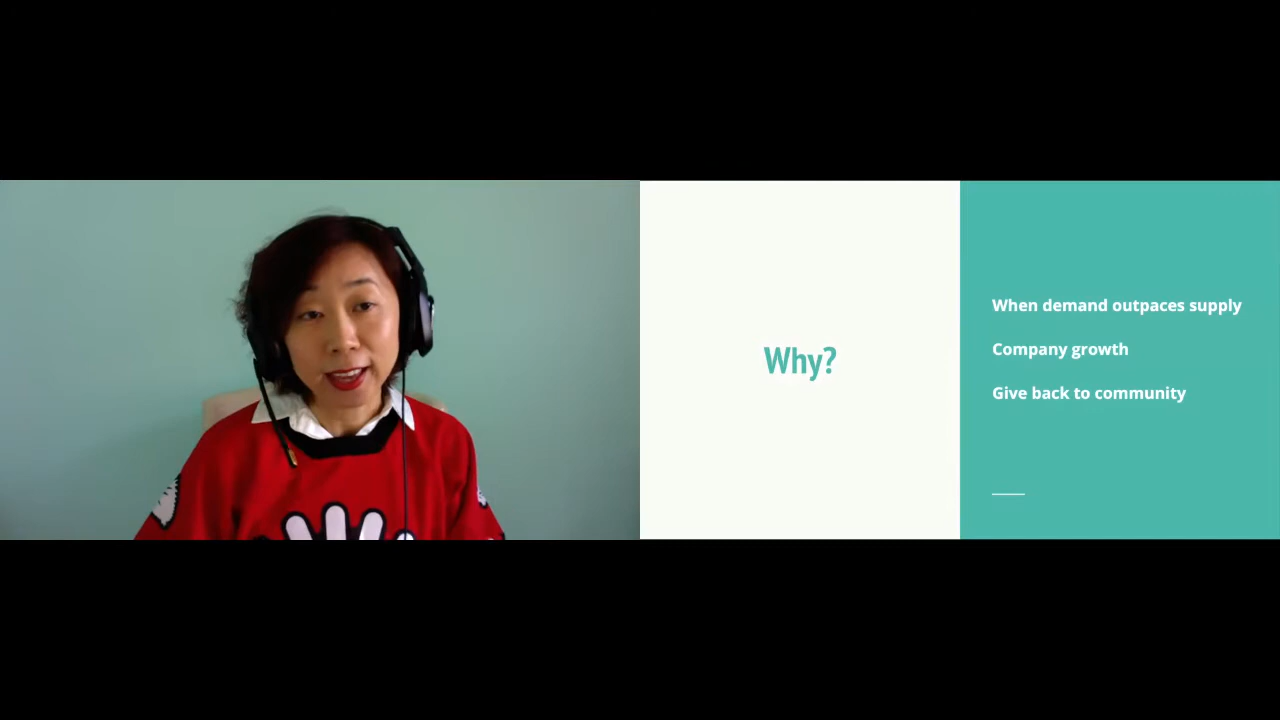 Why?
When demand outpaces supply
Company growth
Give back to community